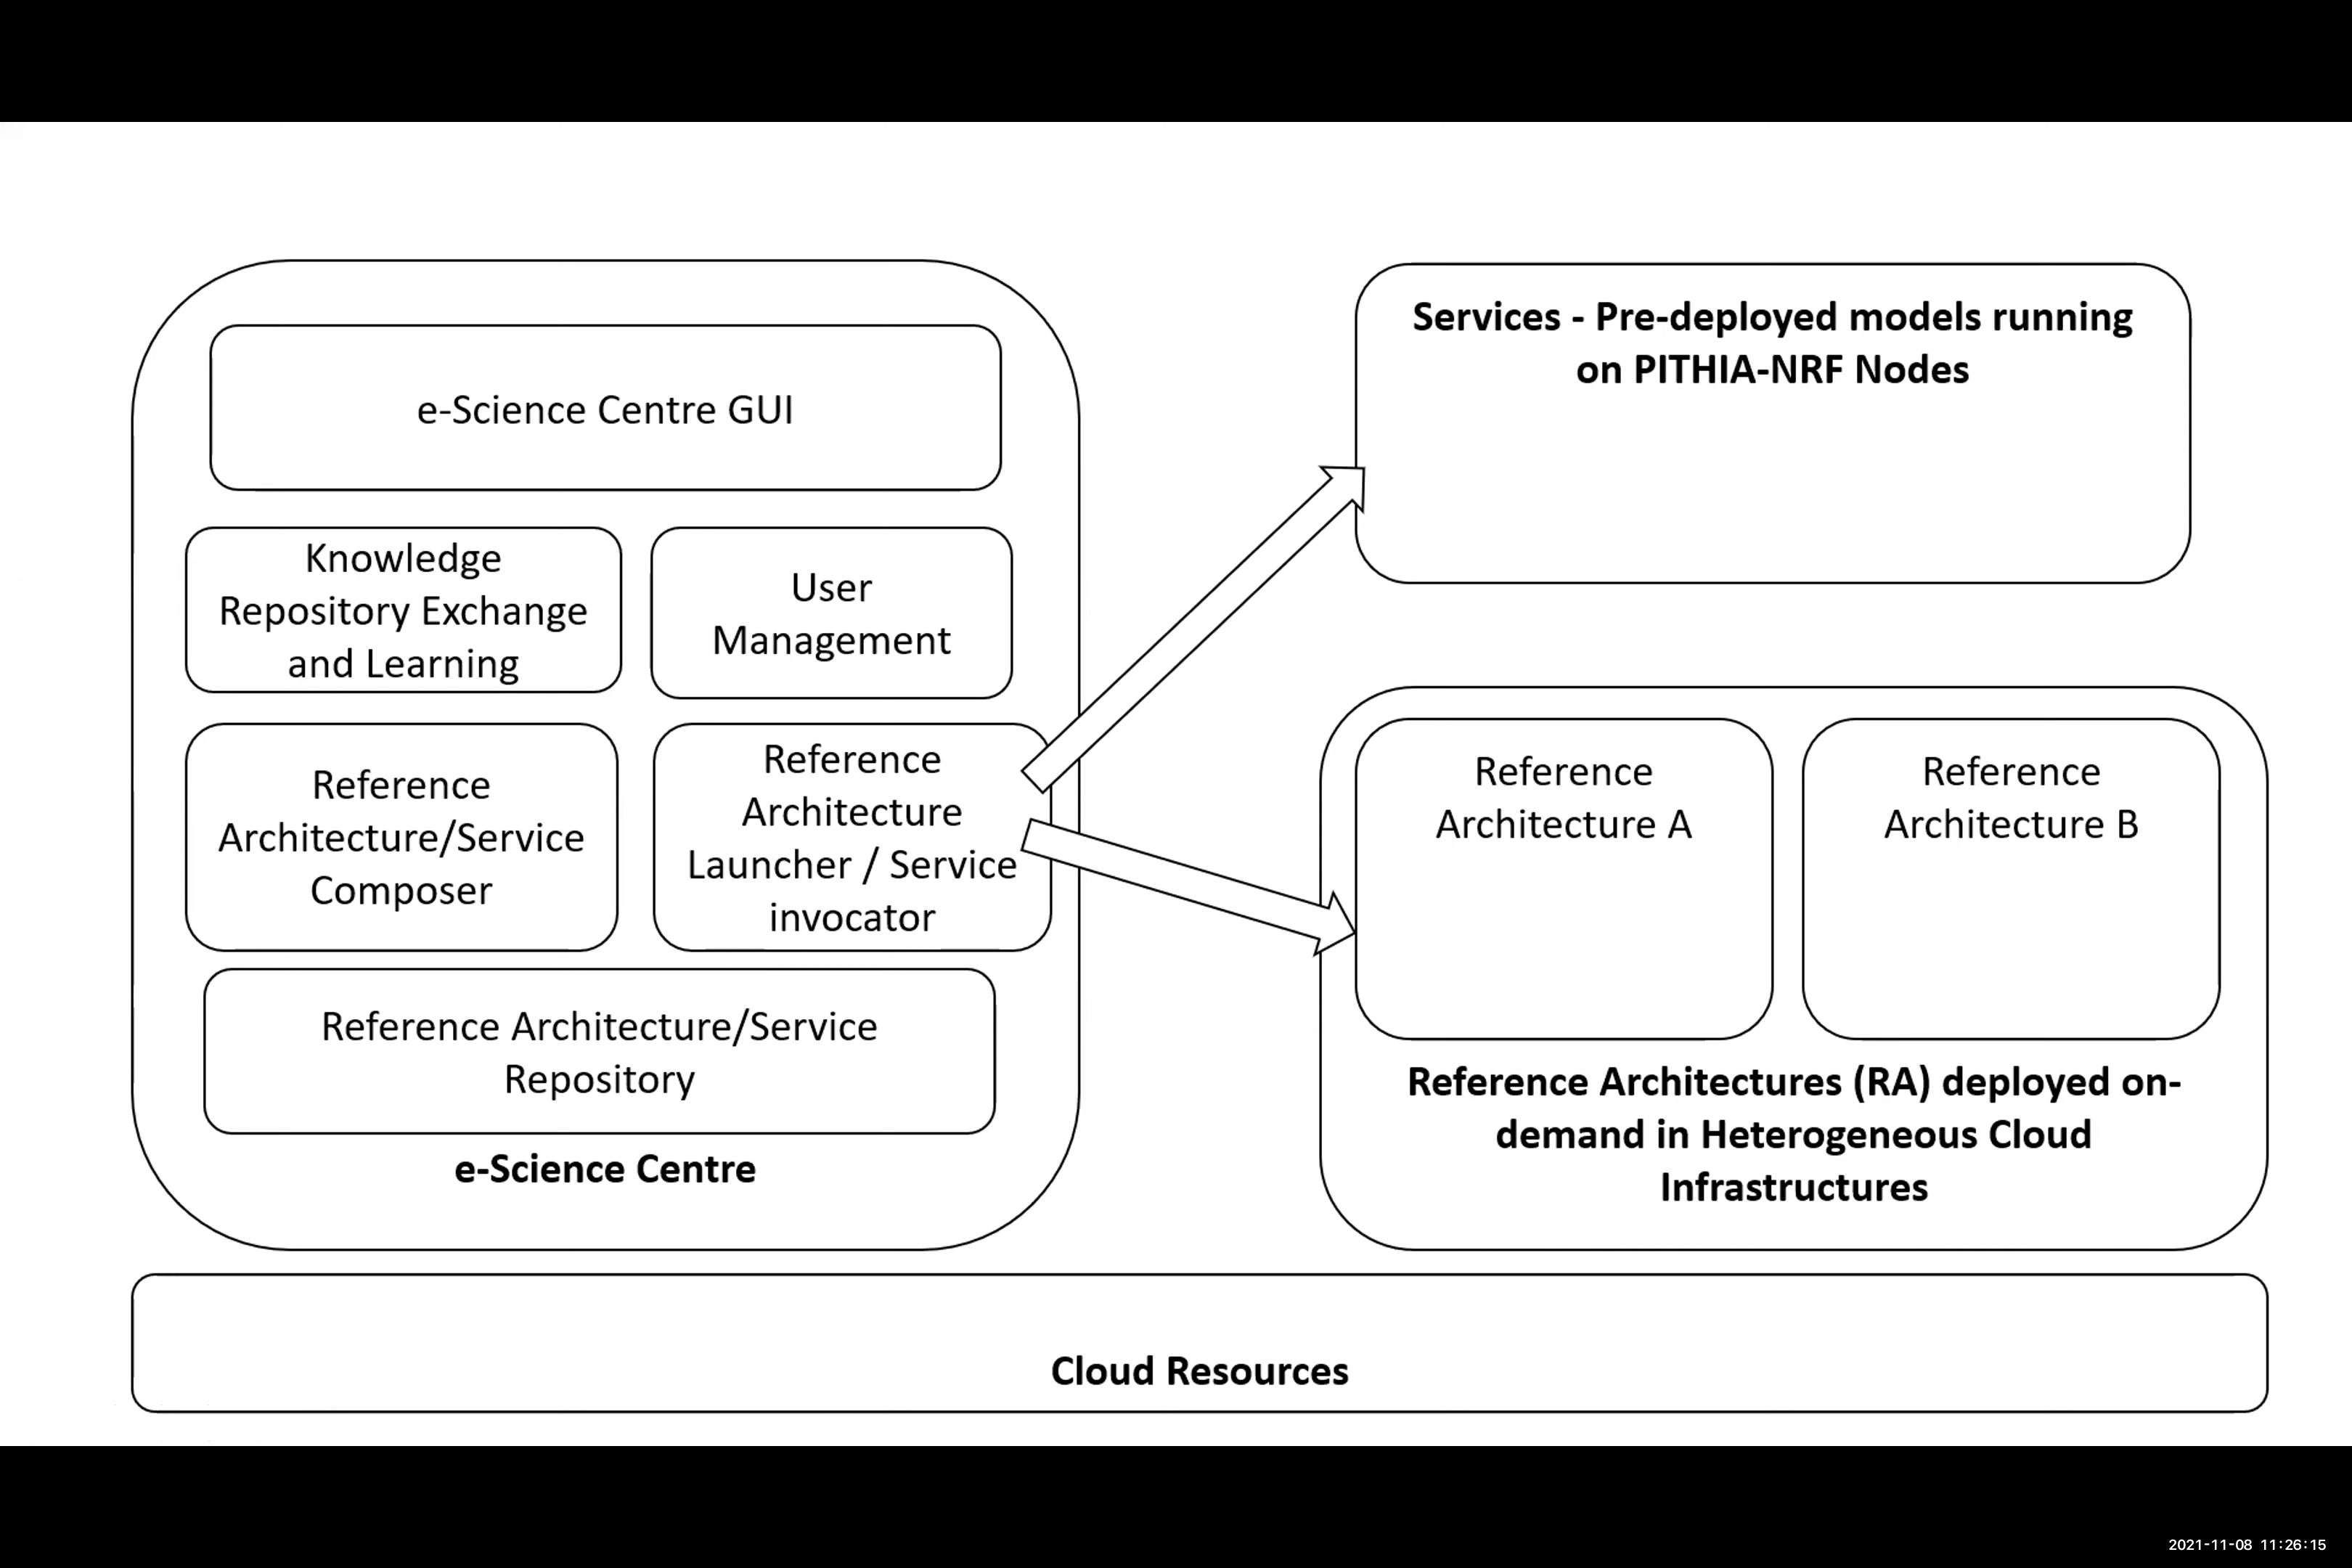 e-Science Centre GUI
Knowledge
Repository Exchange
and Learning
User
Management
Reference
Architecture/Service
Composer
Reference
Architecture
Launcher / Service
invocator
Reference Architecture/Service
Repository
e-Science Centre
Services - Pre-deployed models running
on PITHIA-NRF Nodes
Reference
Architecture A
Reference
Architecture B
Reference Architectures (RA) deployed on-
demand in Heterogeneous Cloud
Infrastructures
Cloud Resources
2021-11-08 11:26:15